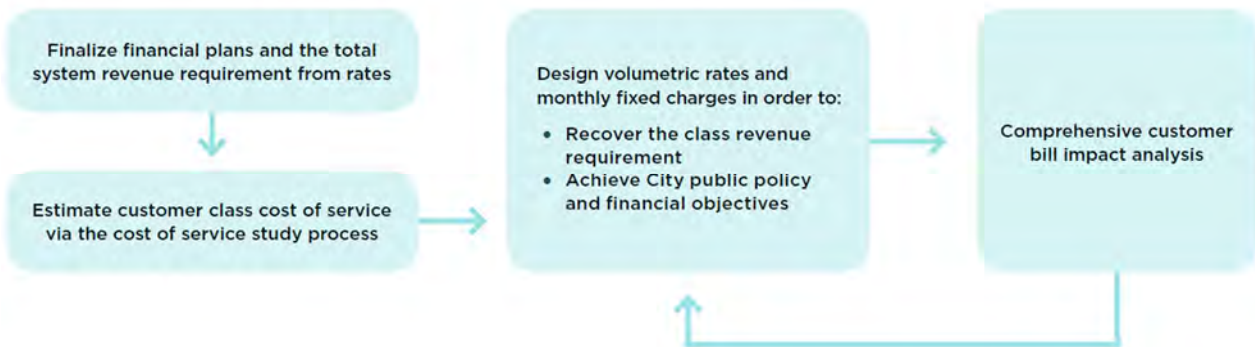 Finalize financial plans and the total
system revenue requirement from rates
Estimate customer class cost of service
via the cost of service study process
Design volumetric rates and
monthly fixed charges in order to:
• Recover the class revenue
requirement
• Achieve City public policy
and financial objectives
Comprehensive customer
bill impact analysis